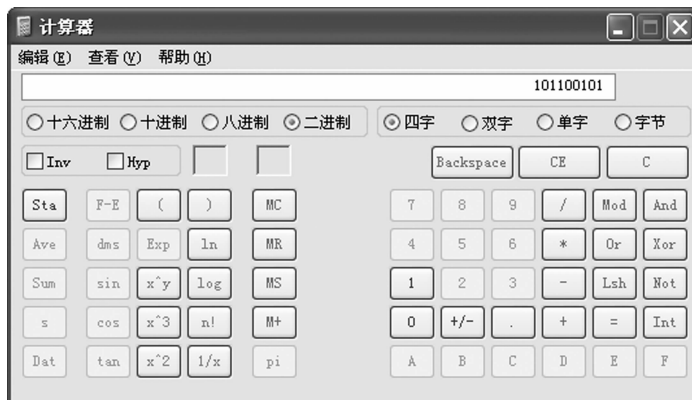 计算器
编辑(E) 查看(V) 帮助(H)
101100101
十六进制 十进制 八进制 二进制 四字 双字 单字 字节
Inv Hyp Backspace CE C
Sta F-E ( ) MC 7 8 9 / Mod And
Ave dms Exp ln MR 4 5 6 * Or Xor
Sum sin x^y log MS 1 2 3 - Lsh Not
s cos x^3 n! M+ 0 +/- . + = Int
Dat tan x^2 1/x pi A B C D E F